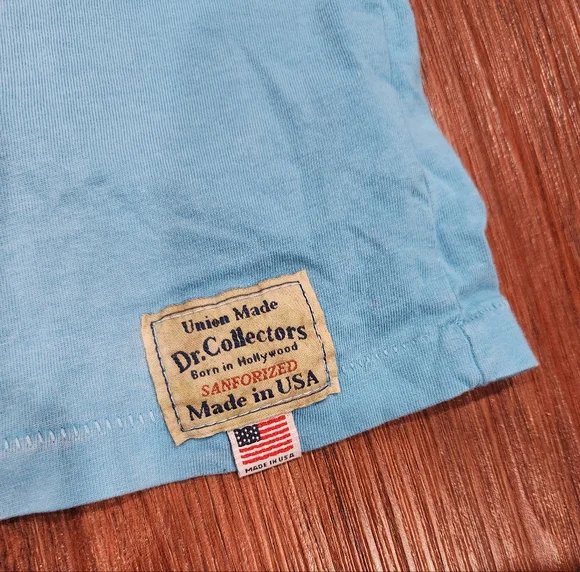 Union Made
Dr. Collectors
Born in Hollywood
SANFORIZED
Made in USA
MADE IN USA